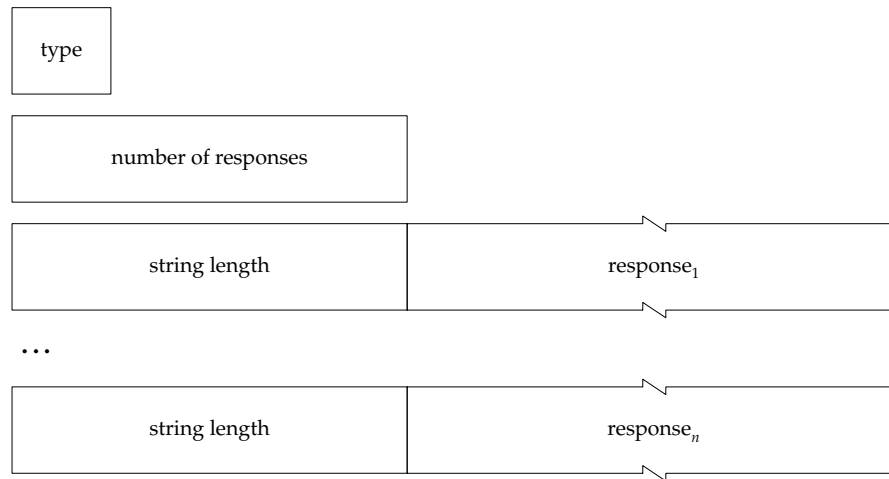 type
number of responses
string length response₁
…
string length responseₙ